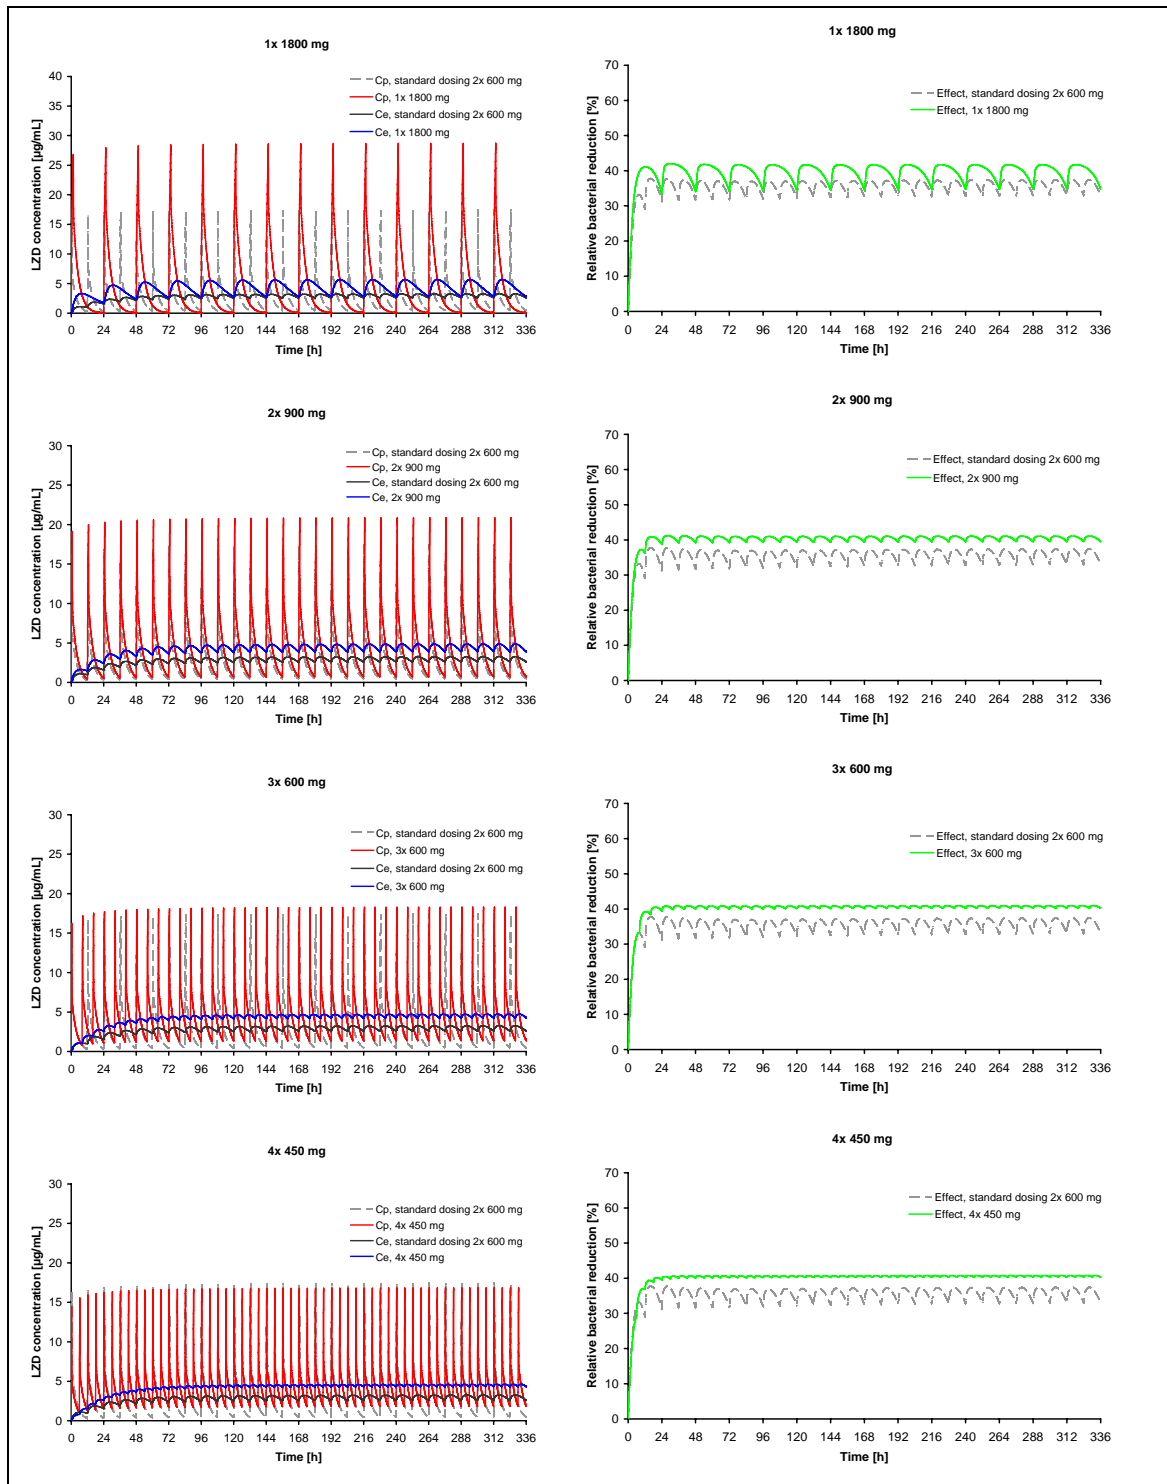 1x 1800 mg
LZD concentration [µg/mL]
40
35
30
25
20
15
10
5
0
Cp, standard dosing 2x 600 mg
Cp, 1x 1800 mg
Ce, standard dosing 2x 600 mg
Ce, 1x 1800 mg
0 24 48 72 96 120 144 168 192 216 240 264 288 312 336
Time [h]
1x 1800 mg
Relative bacterial reduction [%]
70
60
50
40
30
20
10
0
Effect, standard dosing 2x 600 mg
Effect, 1x 1800 mg
0 24 48 72 96 120 144 168 192 216 240 264 288 312 336
Time [h]
2x 900 mg
LZD concentration [µg/mL]
30
25
20
15
10
5
0
Cp, standard dosing 2x 600 mg
Cp, 2x 900 mg
Ce, standard dosing 2x 600 mg
Ce, 2x 900 mg
0 24 48 72 96 120 144 168 192 216 240 264 288 312 336
Time [h]
2x 900 mg
Relative bacterial reduction [%]
70
60
50
40
30
20
10
0
Effect, standard dosing 2x 600 mg
Effect, 2x 900 mg
0 24 48 72 96 120 144 168 192 216 240 264 288 312 336
Time [h]
3x 600 mg
LZD concentration [µg/mL]
30
25
20
15
10
5
0
Cp, standard dosing 2x 600 mg
Cp, 3x 600 mg
Ce, standard dosing 2x 600 mg
Ce, 3x 600 mg
0 24 48 72 96 120 144 168 192 216 240 264 288 312 336
Time [h]
3x 600 mg
Relative bacterial reduction [%]
70
60
50
40
30
20
10
0
Effect, standard dosing 2x 600 mg
Effect, 3x 600 mg
0 24 48 72 96 120 144 168 192 216 240 264 288 312 336
Time [h]
4x 450 mg
LZD concentration [µg/mL]
30
25
20
15
10
5
0
Cp, standard dosing 2x 600 mg
Cp, 4x 450 mg
Ce, standard dosing 2x 600 mg
Ce, 4x 450 mg
0 24 48 72 96 120 144 168 192 216 240 264 288 312 336
Time [h]
4x 450 mg
Relative bacterial reduction [%]
70
60
50
40
30
20
10
0
Effect, standard dosing 2x 600 mg
Effect, 4x 450 mg
0 24 48 72 96 120 144 168 192 216 240 264 288 312 336
Time [h]